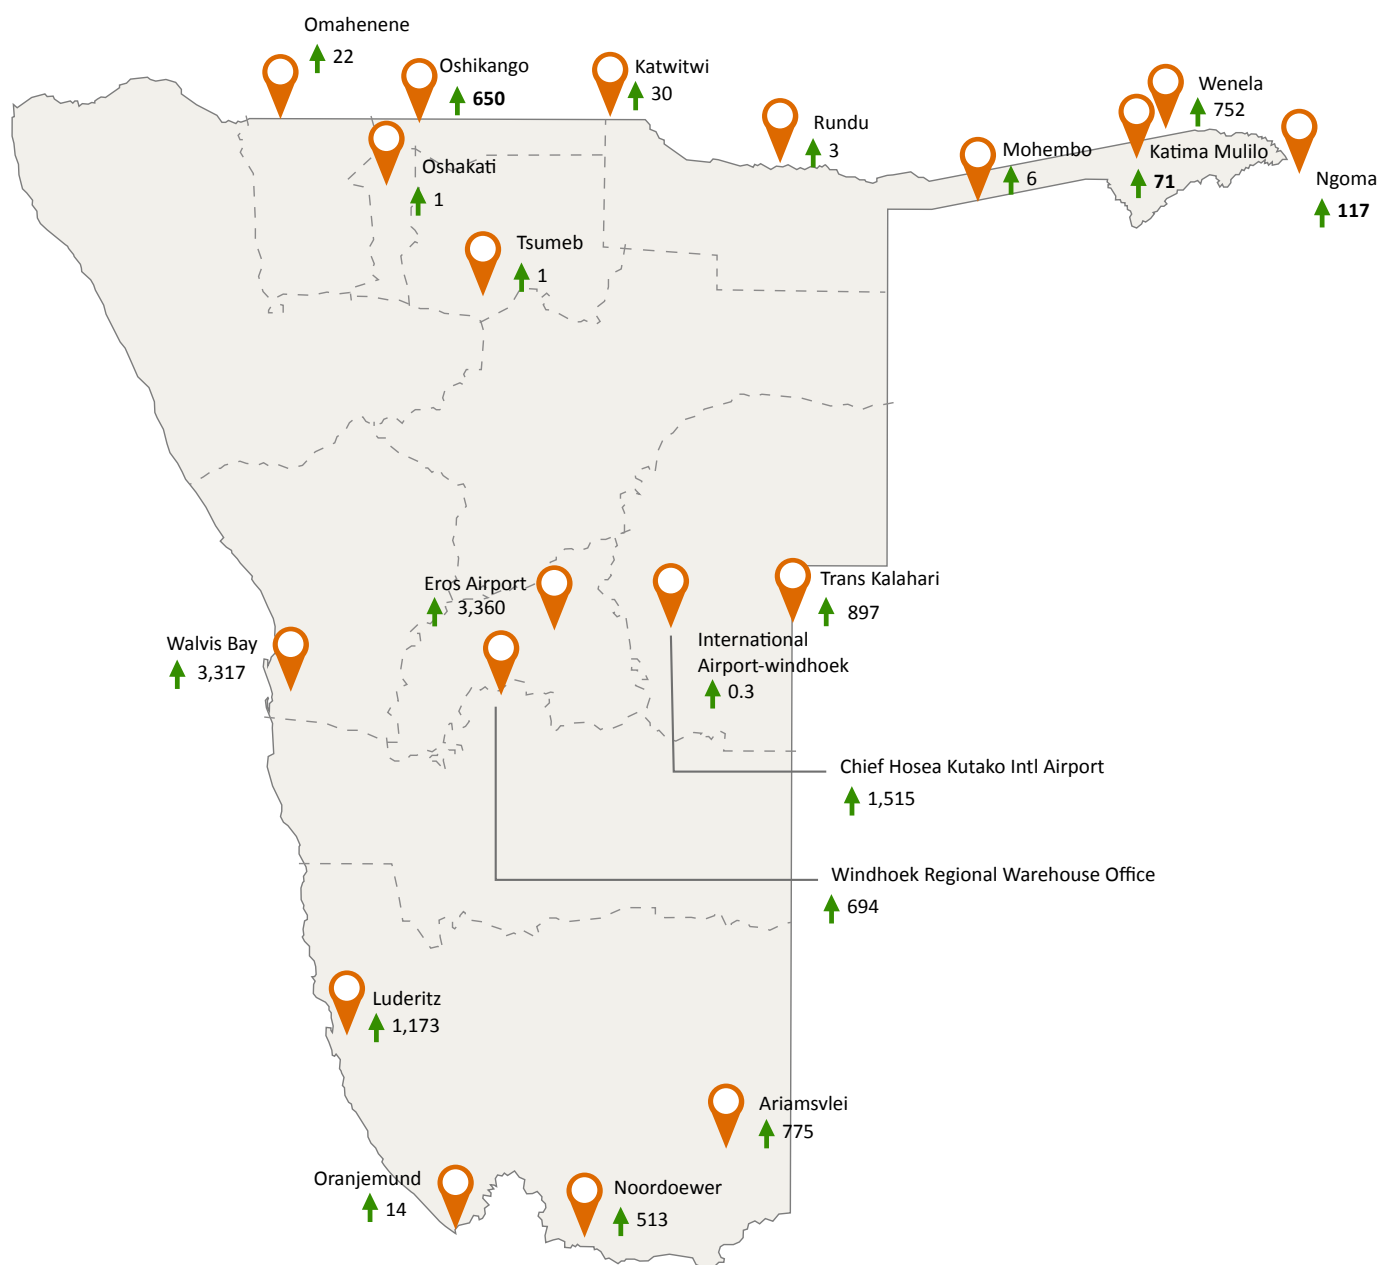 Omahenene
22
Oshikango
650
Katwitwi
30
Rundu
3
Mohembo
6
Wenela
752
Katima Mulilo
71
Ngoma
117
Oshakati
1
Tsumeb
1
Eros Airport
3,360
Trans Kalahari
897
Walvis Bay
3,317
International
Airport-windhoek
0.3
Chief Hosea Kutako Intl Airport
1,515
Windhoek Regional Warehouse Office
694
Luderitz
1,173
Ariamsvlei
775
Oranjemund
14
Noordoewer
513